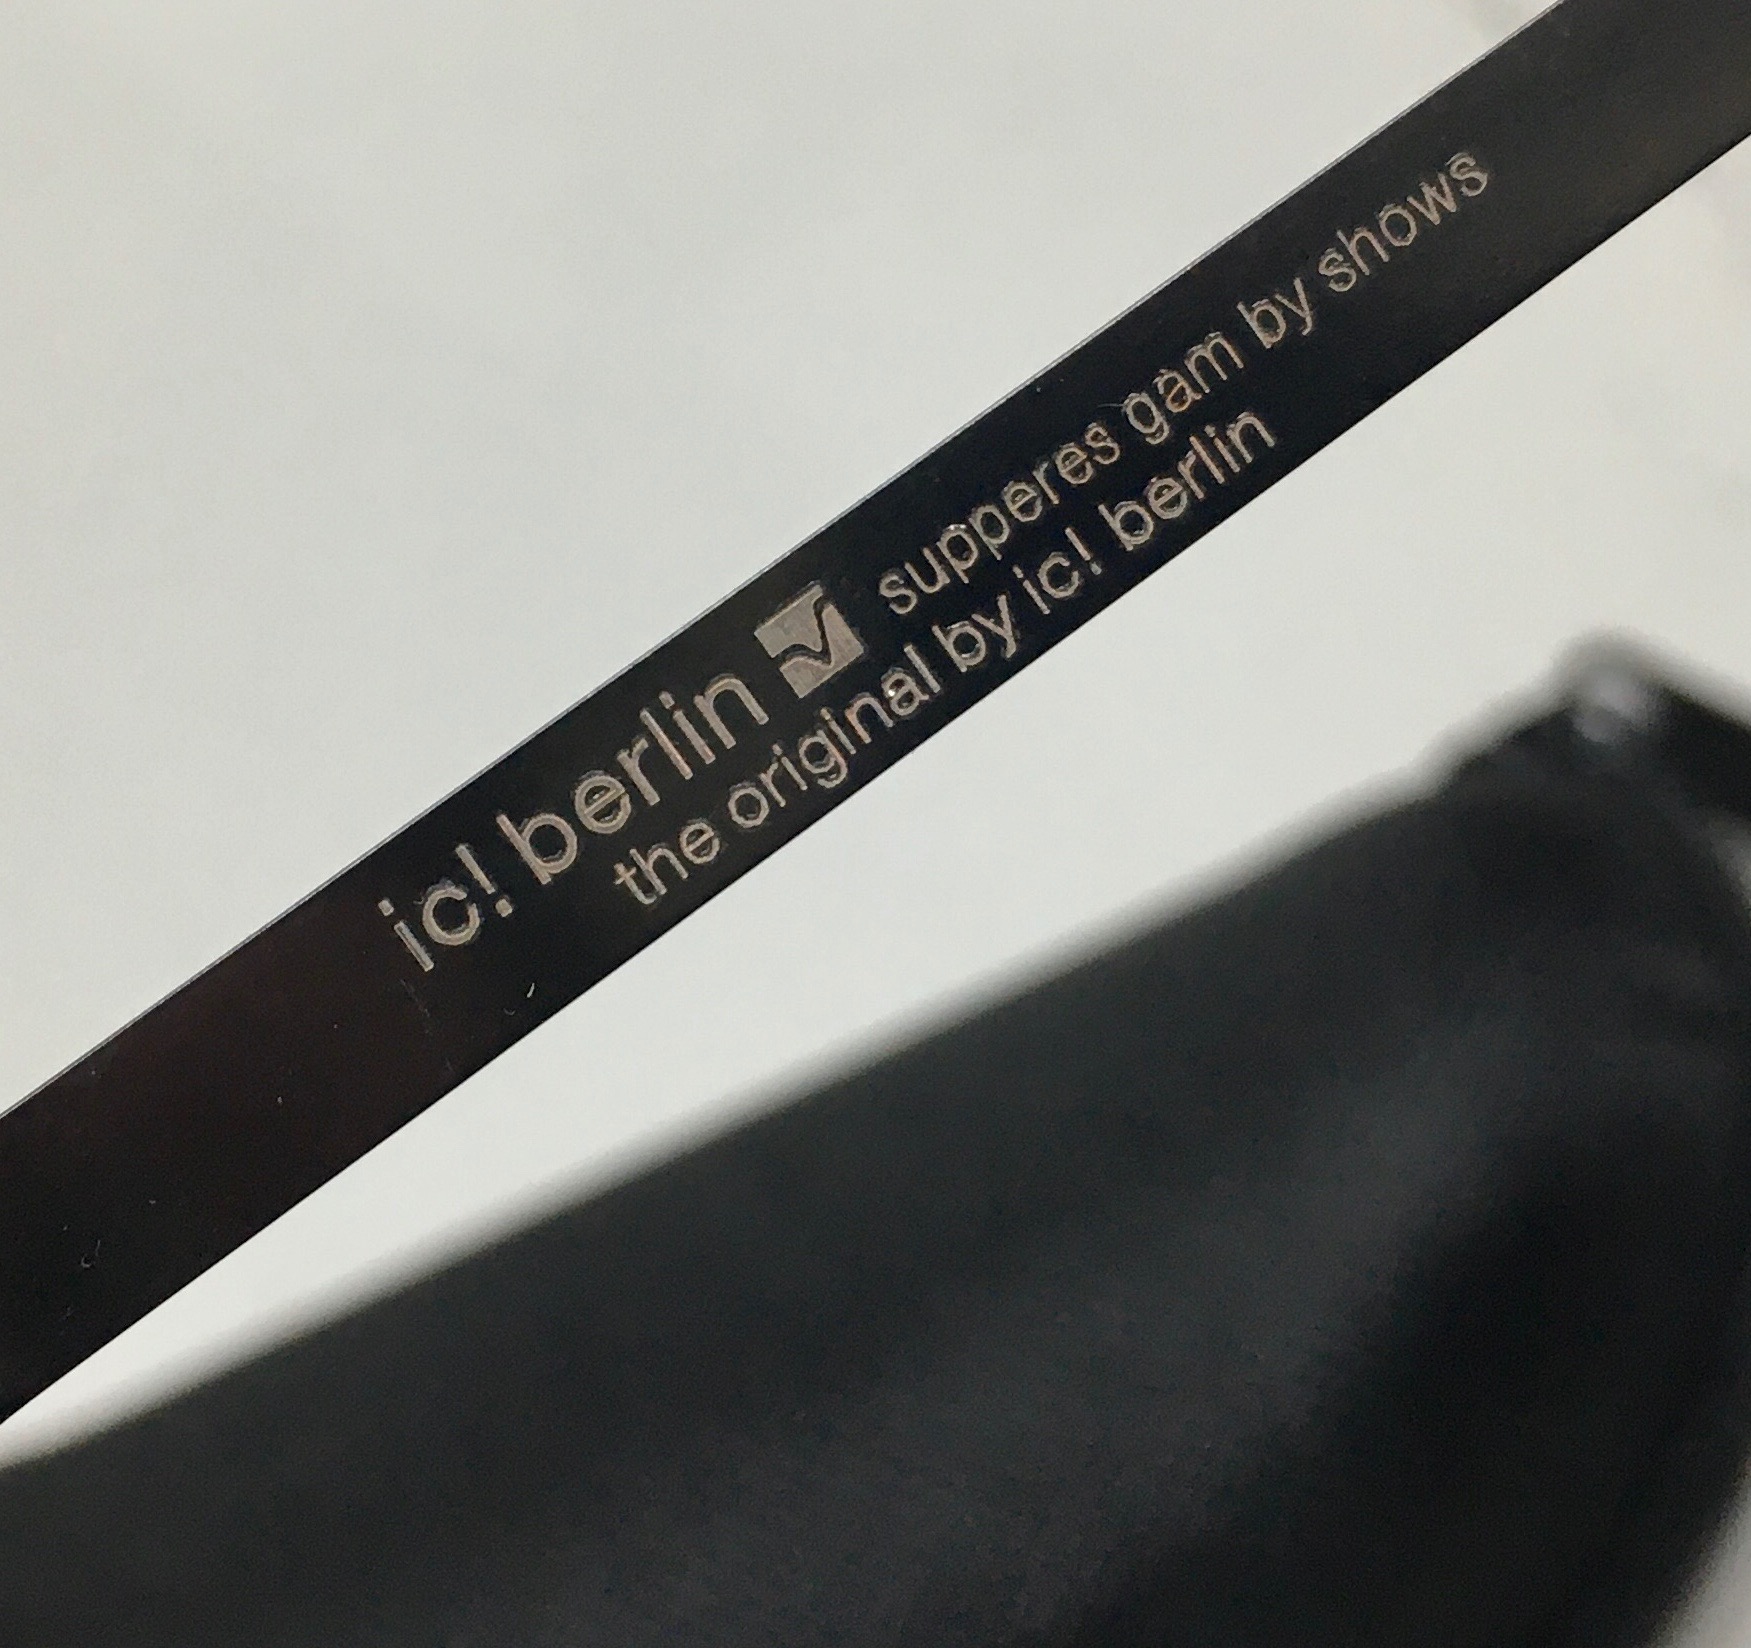 ic! berlin supperes gam by shows
the original by ic! berlin